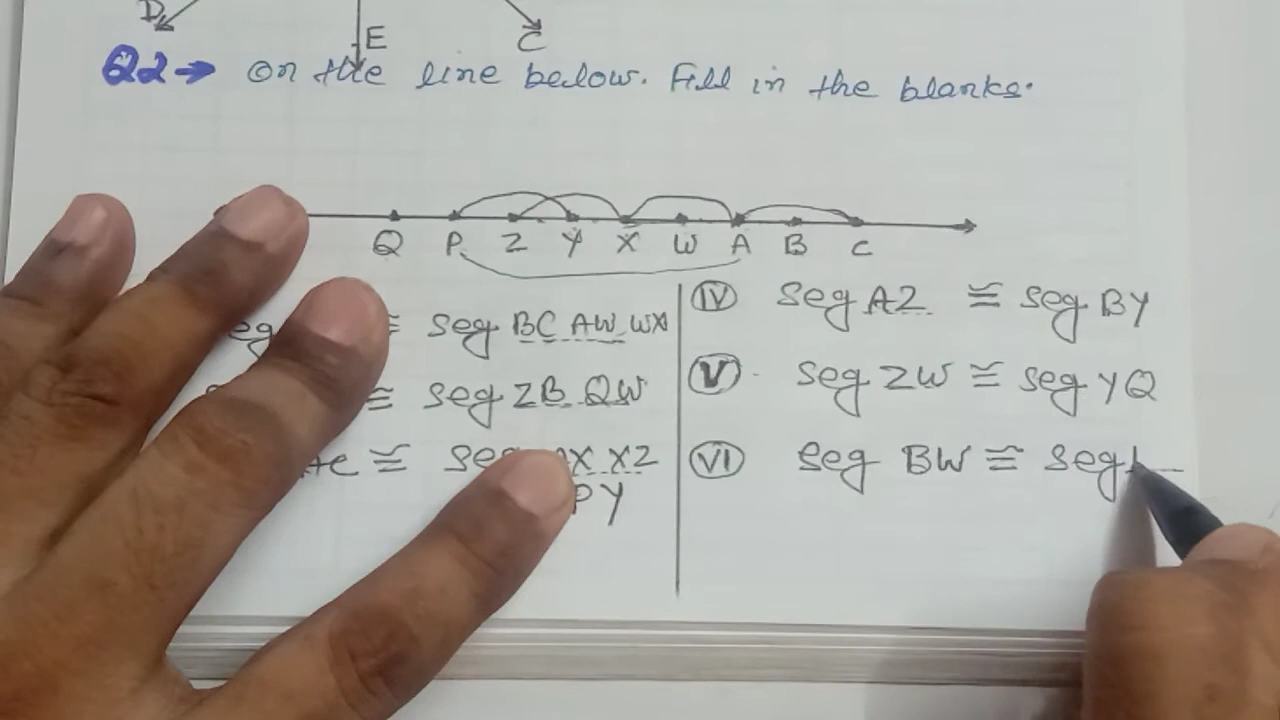 D
E
C
Q2→ On the line below. Fill in the blanks.
Q P Z Y X W A B C
≅ seg BC AW WX
≅ seg ZB QW
≅ XZ
PY
IV seg AZ ≅ seg BY
V seg ZW ≅ seg YQ
VI seg BW ≅ seg